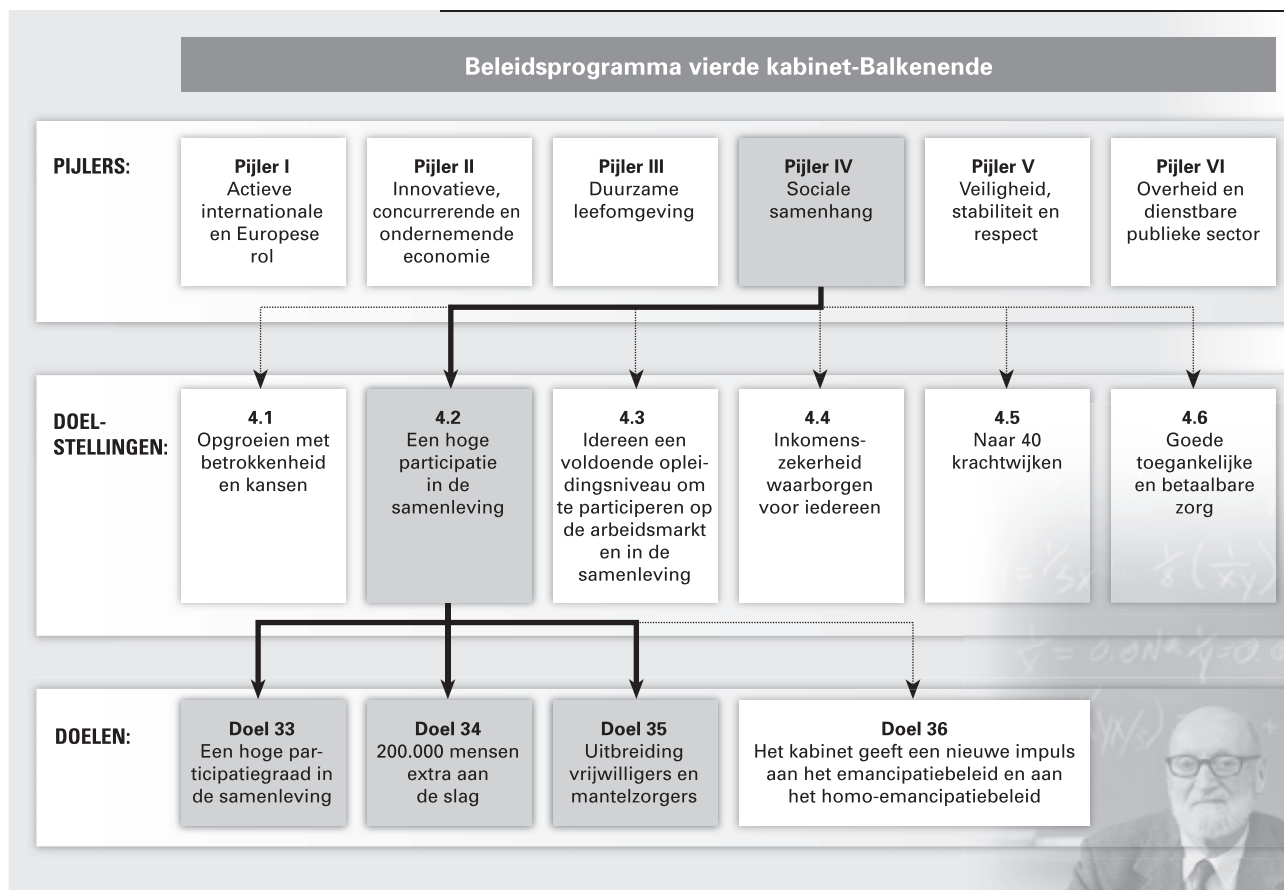 Beleidsprogramma vierde kabinet-Balkenende
PIJLERS:
Pijler I
Actieve
internationale
en Europese
rol
Pijler II
Innovatieve,
concurrerende en
ondernemende
economie
Pijler III
Duurzame
leefomgeving
Pijler IV
Sociale
samenhang
Pijler V
Veiligheid,
stabiliteit en
respect
Pijler VI
Overheid en
dienstbare
publieke sector
DOEL-
STELLINGEN:
4.1
Opgroeien met
betrokkenheid
en kansen
4.2
Een hoge
participatie
in de
samenleving
4.3
Idereen een
voldoende oplei-
dingsniveau om
te participeren op
de arbeidsmarkt
en in de
samenleving
4.4
Inkomens-
zekerheid
waarborgen
voor iedereen
4.5
Naar 40
krachtwijken
4.6
Goede
toegankelijke
en betaalbare
zorg
DOELEN:
Doel 33
Een hoge par-
ticipatiegraad in
de samenleving
Doel 34
200.000 mensen
extra aan
de slag
Doel 35
Uitbreiding
vrijwilligers en
mantelzorgers
Doel 36
Het kabinet geeft een nieuwe impuls
aan het emancipatiebeleid en aan
het homo-emancipatiebeleid